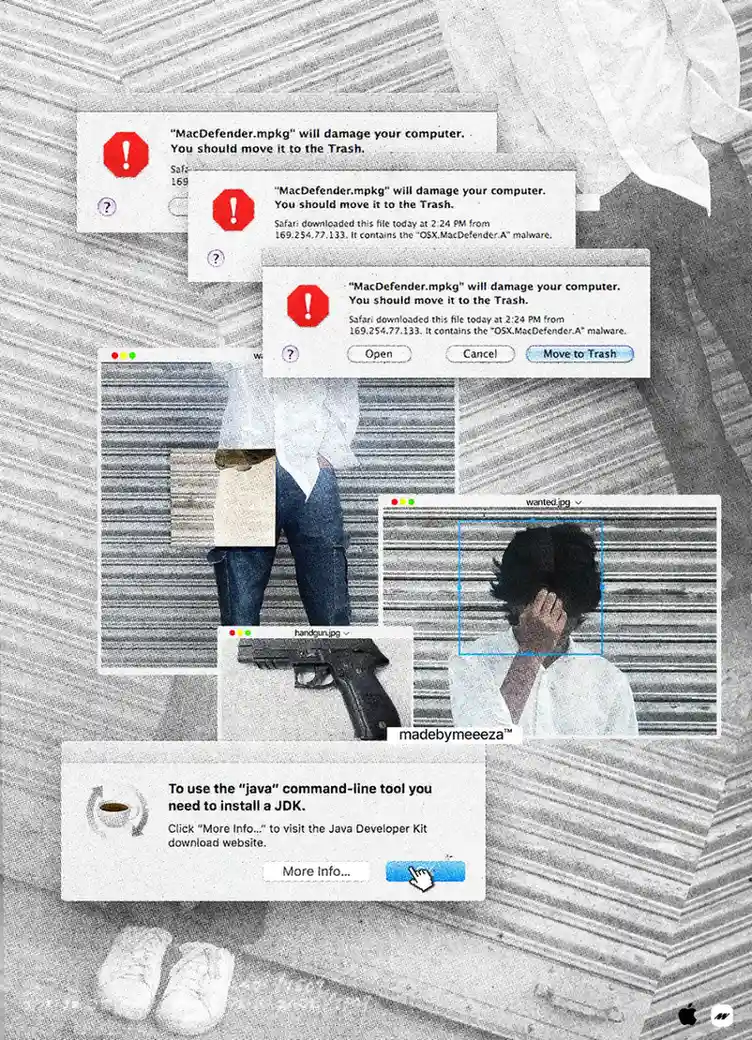 "MacDefender.mpkg" will damage your computer.
You should move it to the Trash.
Safa
169
?
"MacDefender.mpkg" will damage your computer.
You should move it to the Trash.
Safari downloaded this file today at 2:24 PM from
169.254.77.133. It contains the "OSX.MacDefender.A" malware.
?
"MacDefender.mpkg" will damage your computer.
You should move it to the Trash.
Safari downloaded this file today at 2:24 PM from
169.254.77.133. It contains the "OSX.MacDefender.A" malware.
?
Open
Cancel
Move to Trash
wa
wanted.jpg
handgun.jpg
madebymeeeza™
To use the "java" command-line tool you
need to install a JDK.
Click "More Info..." to visit the Java Developer Kit
download website.
More Info...